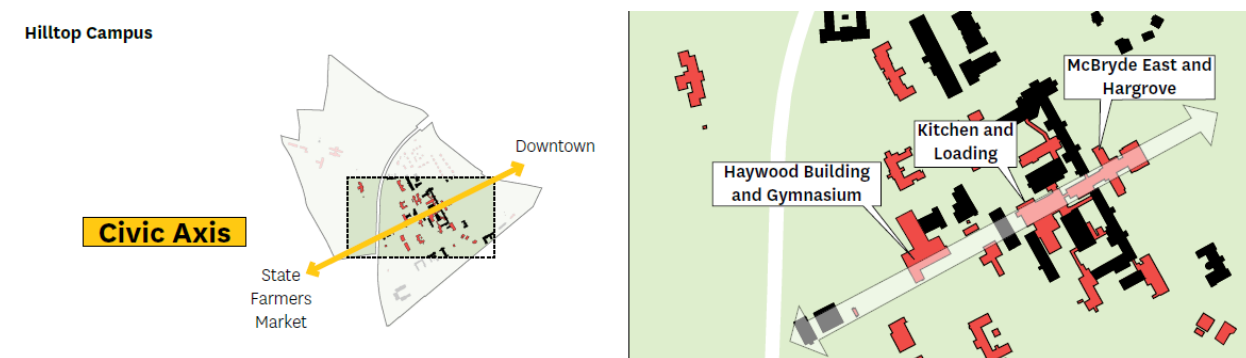 Hilltop Campus
Downtown
Civic Axis
State
Farmers
Market
McBryde East and
Hargrove
Kitchen and
Loading
Haywood Building
and Gymnasium